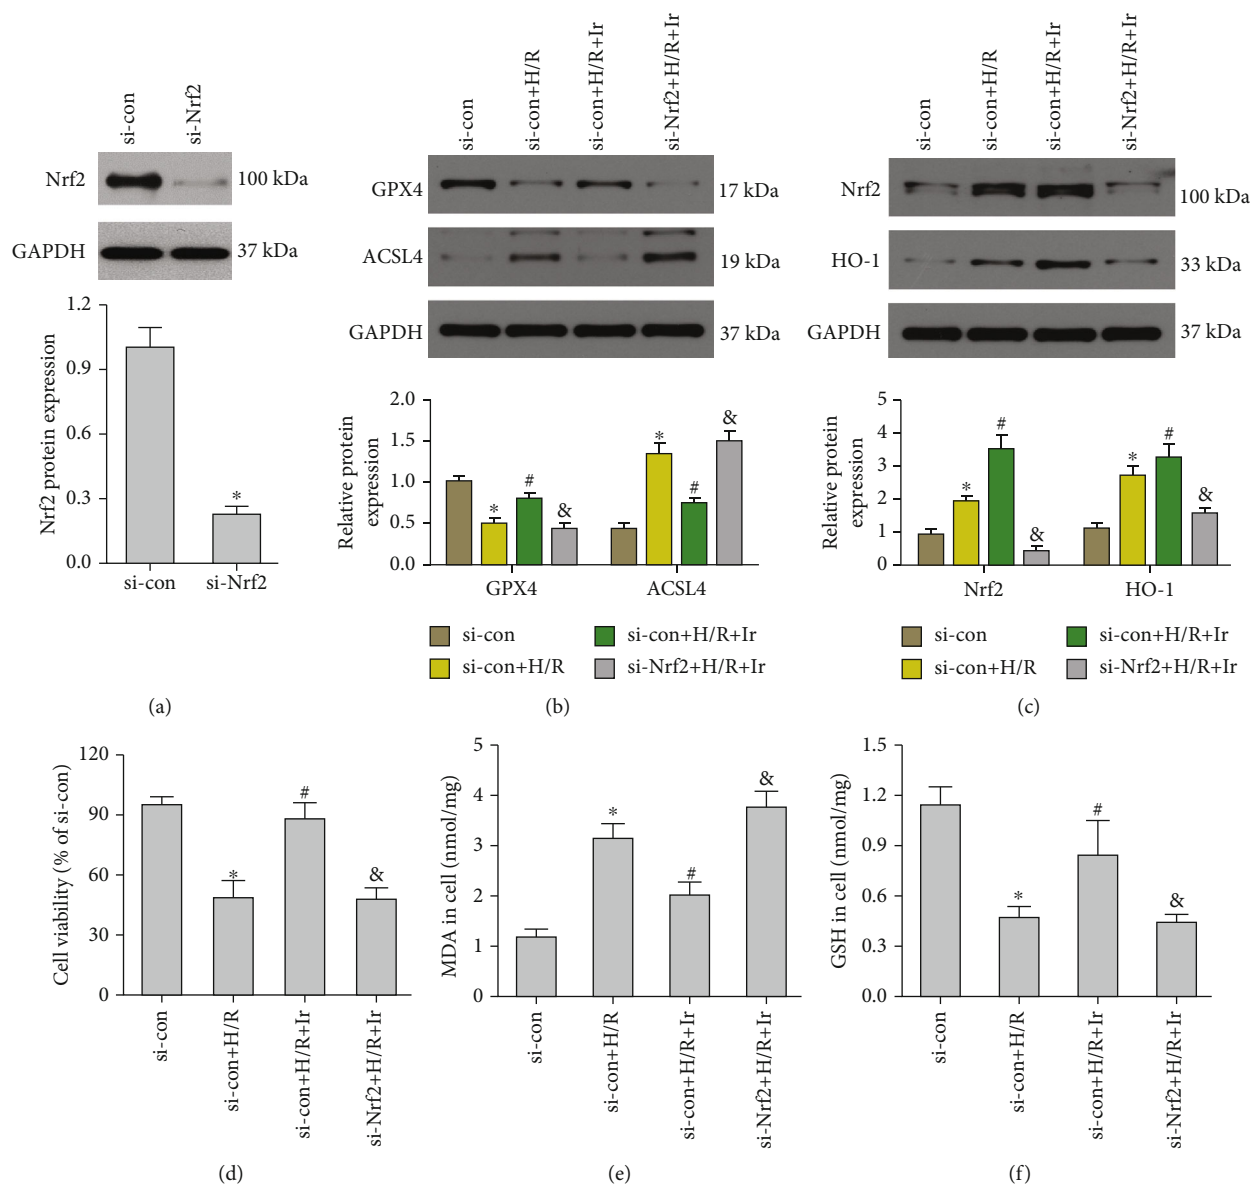 si-con
si-Nrf2
Nrf2
100 kDa
GAPDH
37 kDa
Nrf2 protein expression
1.2
0.9
0.6
0.3
0.0
*
si-con
si-Nrf2
(a)
si-con
si-con+H/R
si-con+H/R+Ir
si-Nrf2+H/R+Ir
GPX4
17 kDa
ACSL4
19 kDa
GAPDH
37 kDa
Relative protein
expression
2.0
1.5
1.0
0.5
0.0
* # &
* # &
GPX4
ACSL4
si-con
si-con+H/R
si-con+H/R+Ir
si-Nrf2+H/R+Ir
(b)
si-con
si-con+H/R
si-con+H/R+Ir
si-Nrf2+H/R+Ir
Nrf2
100 kDa
HO-1
33 kDa
GAPDH
37 kDa
Relative protein
expression
5
4
3
2
1
0
* # &
* # &
Nrf2
HO-1
si-con
si-con+H/R
si-con+H/R+Ir
si-Nrf2+H/R+Ir
(c)
Cell viability (% of si-con)
120
90
60
30
0
* # &
si-con
si-con+H/R
si-con+H/R+Ir
si-Nrf2+H/R+Ir
(d)
MDA in cell (nmol/mg)
5
4
3
2
1
0
* # &
si-con
si-con+H/R
si-con+H/R+Ir
si-Nrf2+H/R+Ir
(e)
GSH in cell (nmol/mg)
1.5
1.2
0.9
0.6
0.3
0.0
* # &
si-con
si-con+H/R
si-con+H/R+Ir
si-Nrf2+H/R+Ir
(f)